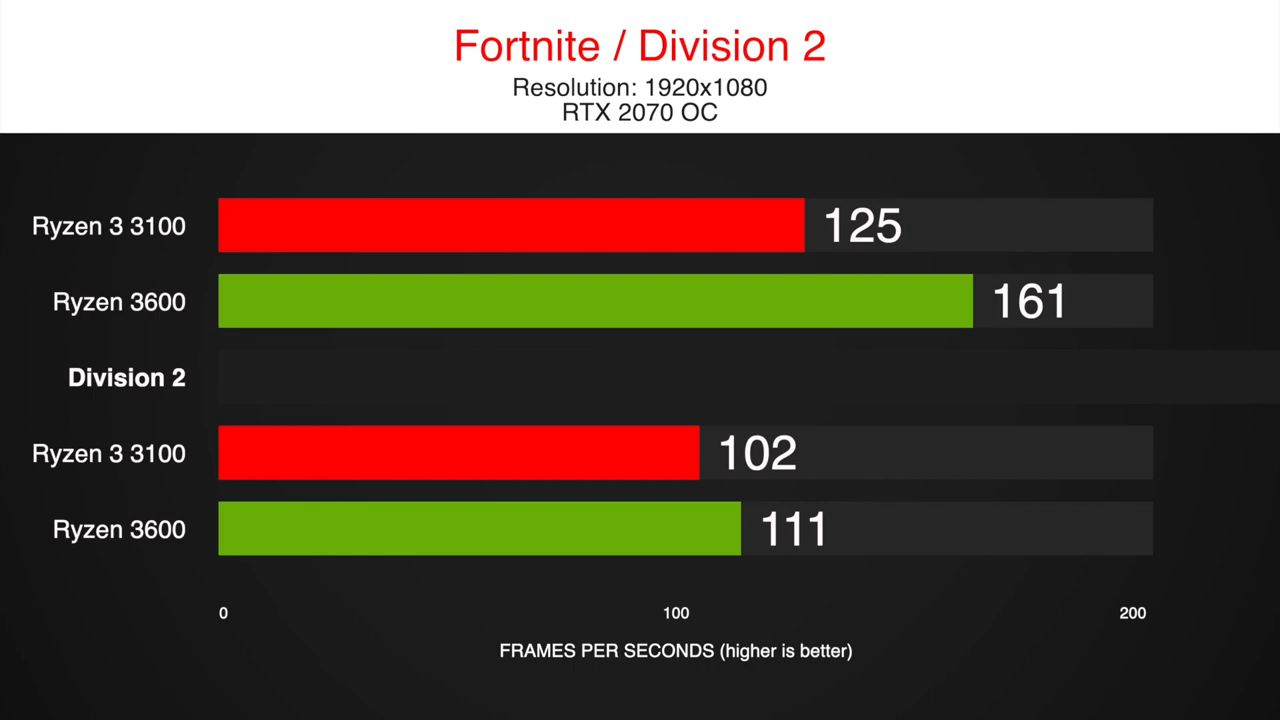 Fortnite / Division 2
Resolution: 1920x1080
RTX 2070 OC
Ryzen 3 3100 125
Ryzen 3600 161
Division 2
Ryzen 3 3100 102
Ryzen 3600 111
0 100 200
FRAMES PER SECONDS (higher is better)